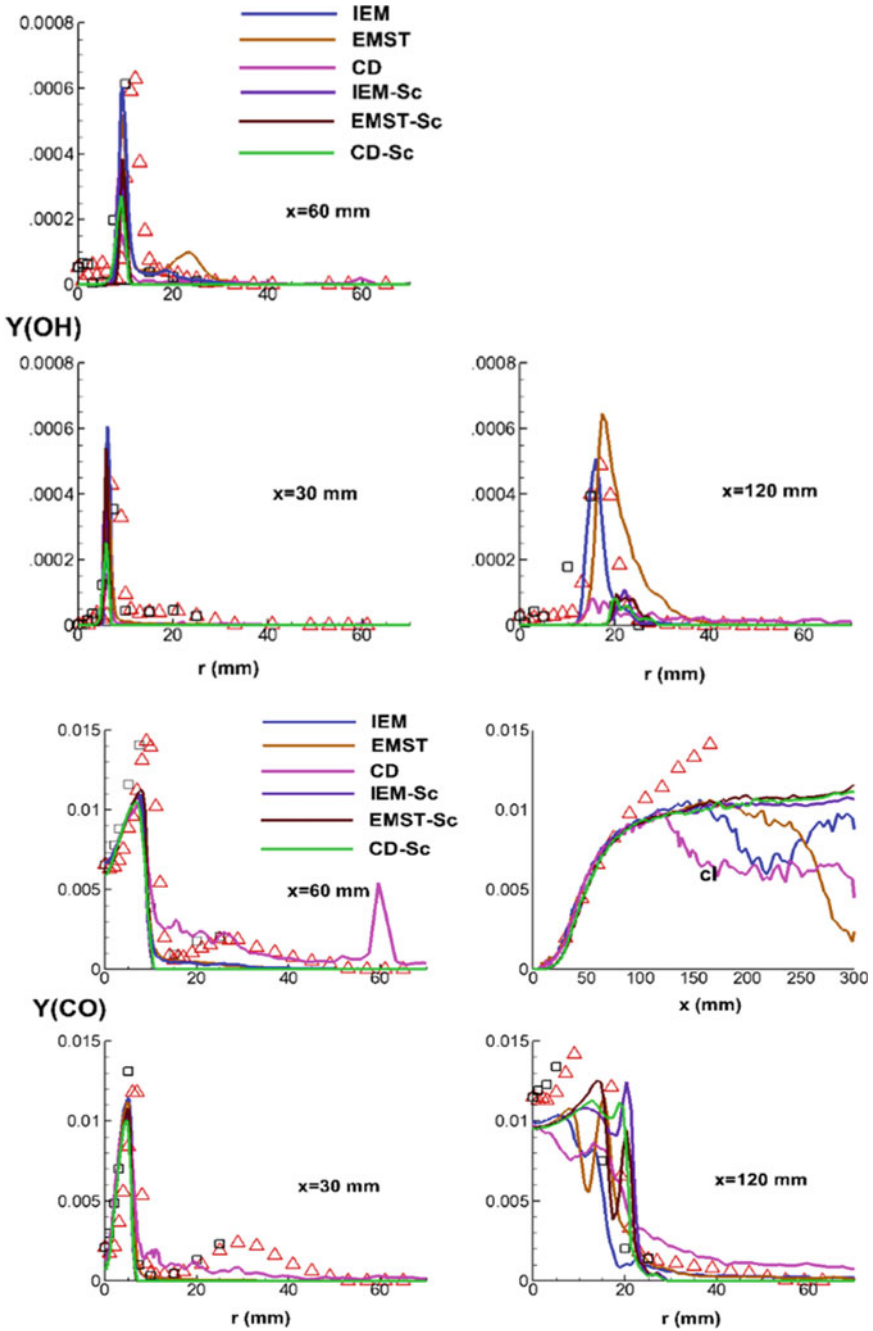 0.0008
.0006
.0004
.0002
0
0
20
40
60
IEM
EMST
CD
IEM-Sc
EMST-Sc
CD-Sc
x=60 mm
Y(OH)
0.0008
.0006
.0004
.0002
0
0
20
40
60
x=30 mm
r (mm)
0.0008
.0006
.0004
.0002
0
0
20
40
60
x=120 mm
r (mm)
0.015
0.01
0.005
0
0
20
40
60
IEM
EMST
CD
IEM-Sc
EMST-Sc
CD-Sc
x=60 mm
0.015
0.01
0.005
0
0
50
100
150
200
250
300
cl
x (mm)
Y(CO)
0.015
0.01
0.005
0
0
20
40
60
x=30 mm
r (mm)
0.015
0.01
0.005
0
0
20
40
60
x=120 mm
r (mm)